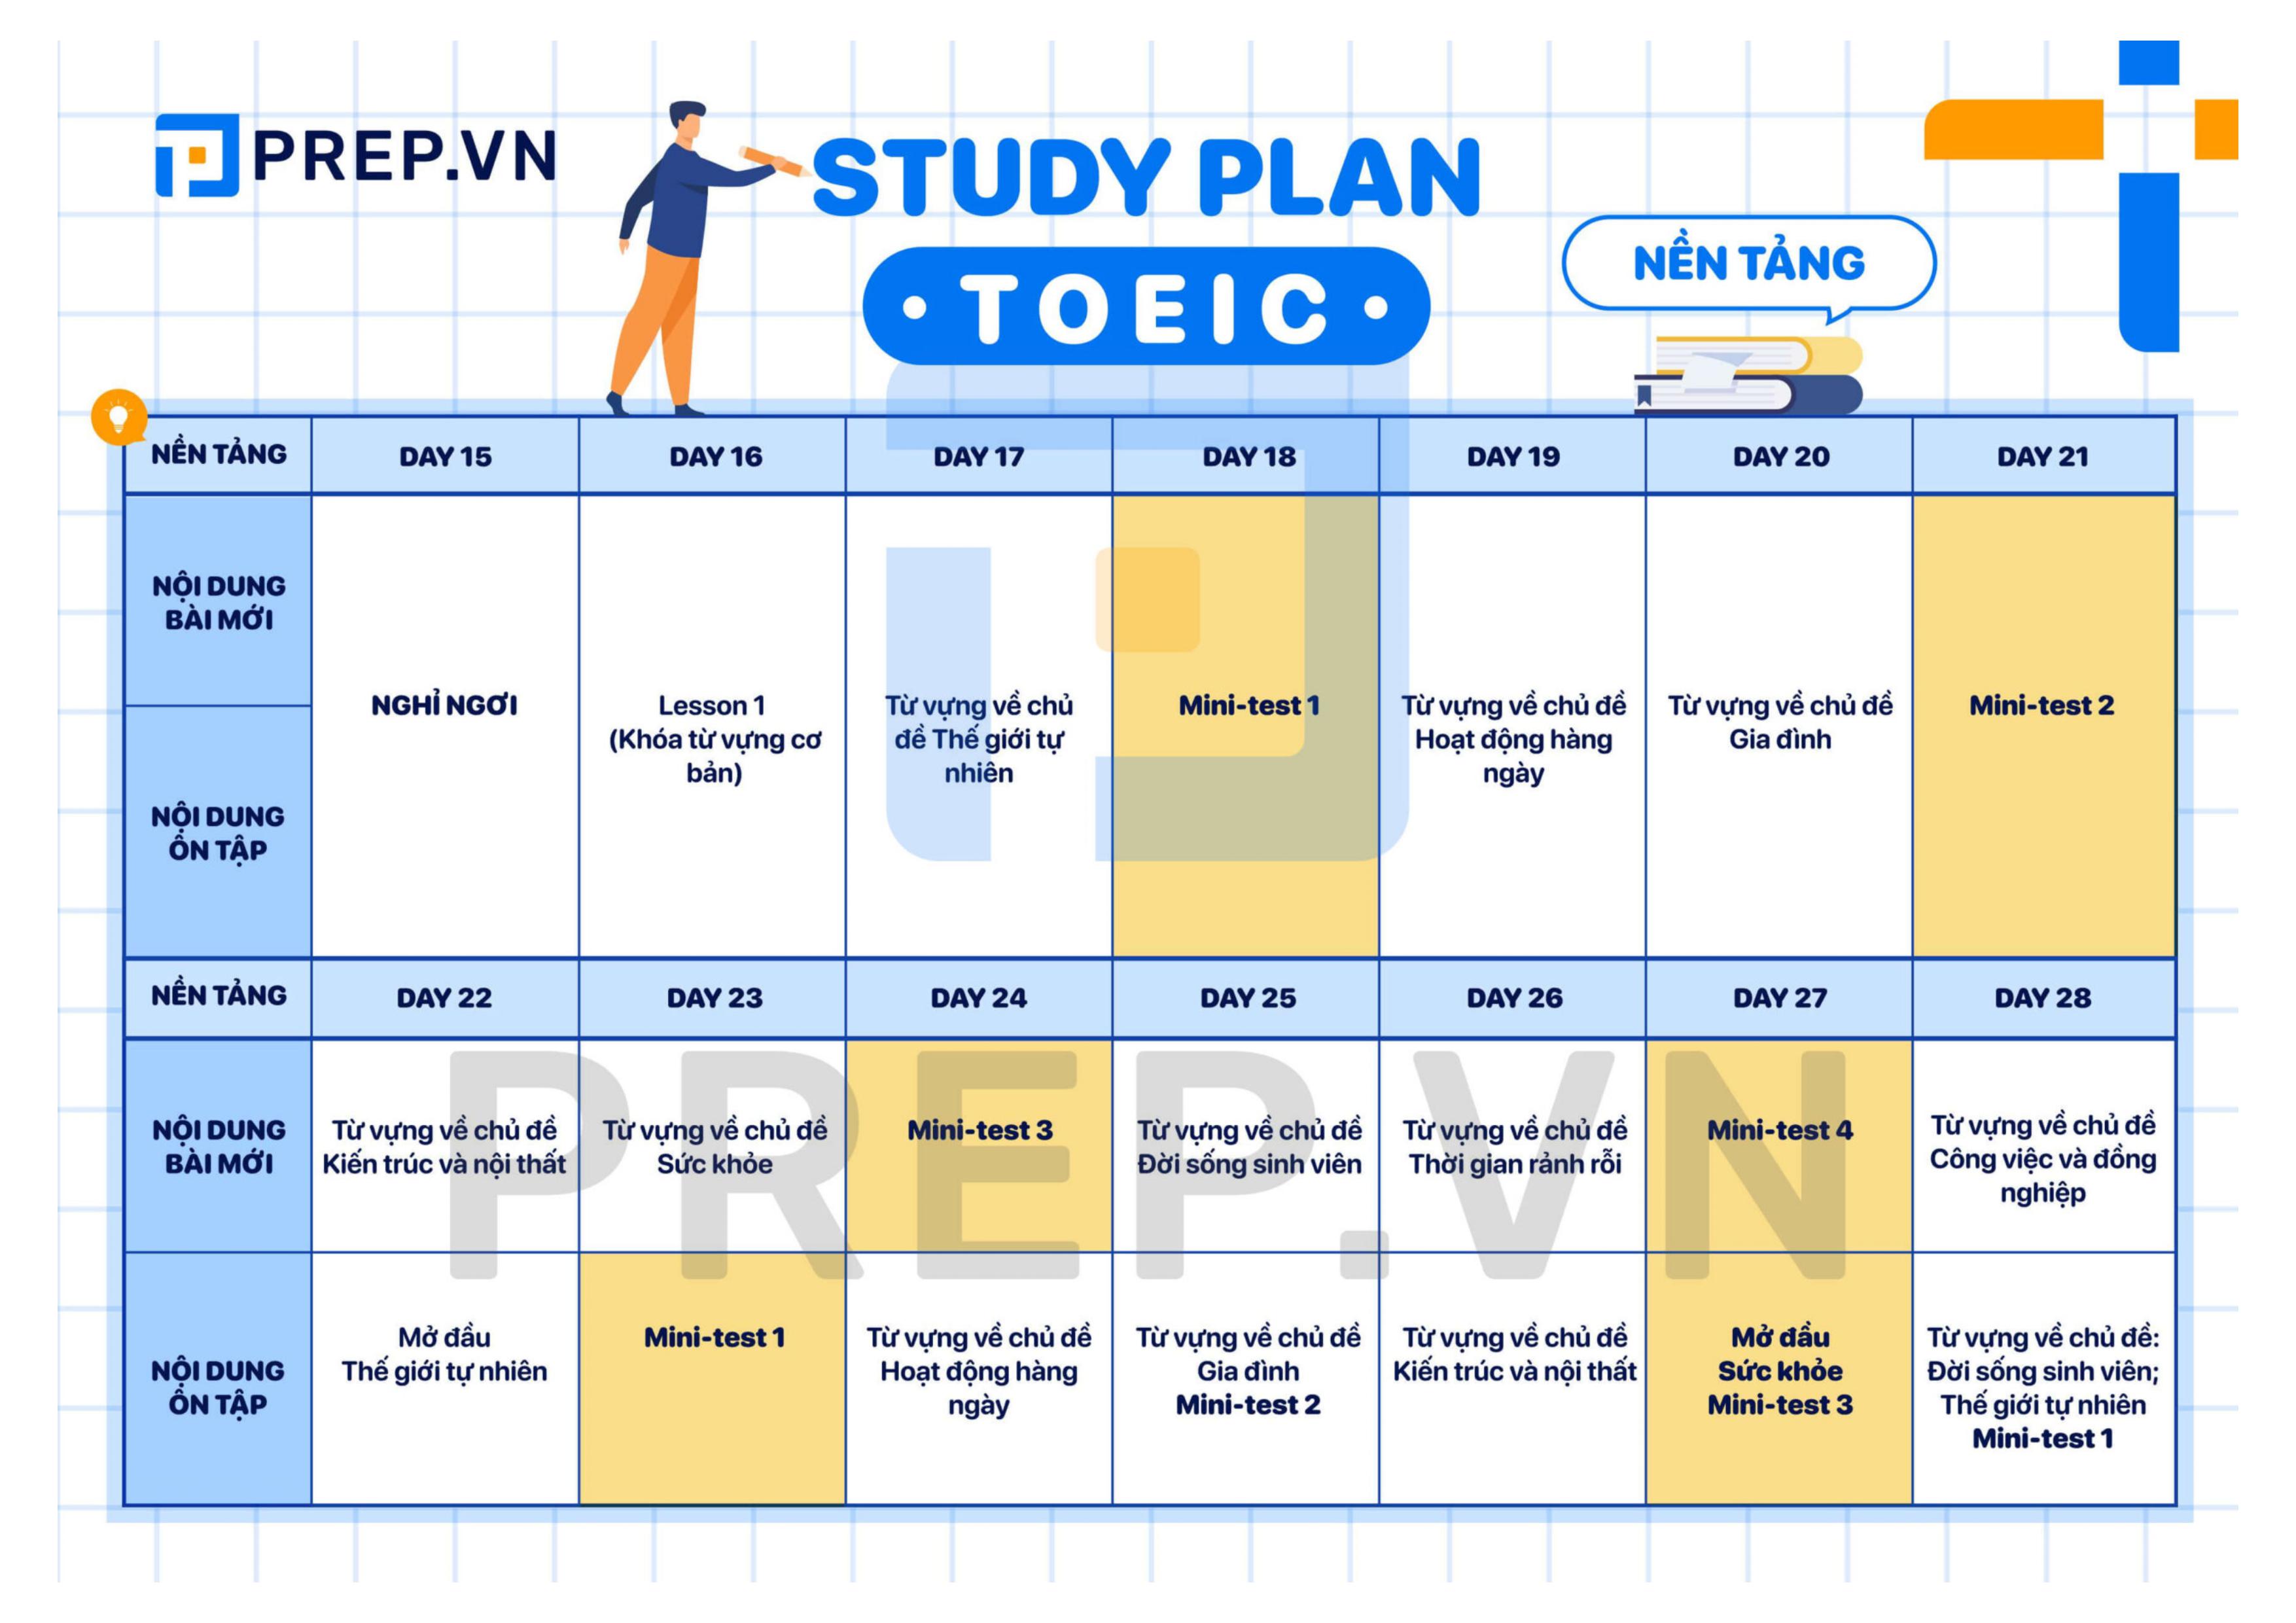 PREP.VN
STUDY PLAN
• TOEIC •
NỀN TẢNG
NỀN TẢNG
DAY 15
DAY 16
DAY 17
DAY 18
DAY 19
DAY 20
DAY 21
NỘI DUNG
BÀI MỚI
NỘI DUNG
ÔN TẬP
NGHỈ NGƠI
Lesson 1
(Khóa từ vựng cơ
bản)
Từ vựng về chủ
đề Thế giới tự
nhiên
Mini-test 1
Từ vựng về chủ đề
Hoạt động hàng
ngày
Từ vựng về chủ đề
Gia đình
Mini-test 2
NỀN TẢNG
DAY 22
DAY 23
DAY 24
DAY 25
DAY 26
DAY 27
DAY 28
NỘI DUNG
BÀI MỚI
Từ vựng về chủ đề
Kiến trúc và nội thất
Từ vựng về chủ đề
Sức khỏe
Mini-test 3
Từ vựng về chủ đề
Đời sống sinh viên
Từ vựng về chủ đề
Thời gian rảnh rỗi
Mini-test 4
Từ vựng về chủ đề
Công việc và đồng
nghiệp
NỘI DUNG
ÔN TẬP
Mở đầu
Thế giới tự nhiên
Mini-test 1
Từ vựng về chủ đề
Hoạt động hàng
ngày
Từ vựng về chủ đề
Gia đình
Mini-test 2
Từ vựng về chủ đề
Kiến trúc và nội thất
Mở đầu
Sức khỏe
Mini-test 3
Từ vựng về chủ đề:
Đời sống sinh viên;
Thế giới tự nhiên
Mini-test 1
PREP.VN